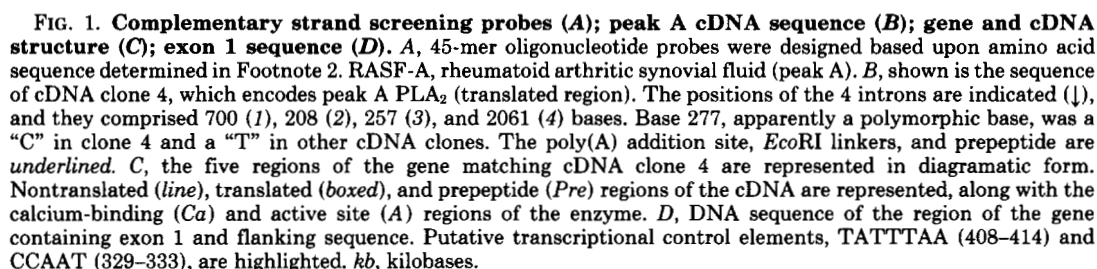 FIG. 1. Complementary strand screening probes (A); peak A cDNA sequence (B); gene and cDNA
structure (C); exon 1 sequence (D). A, 45-mer oligonucleotide probes were designed based upon amino acid
sequence determined in Footnote 2. RASF-A, rheumatoid arthritic synovial fluid (peak A). B, shown is the sequence
of cDNA clone 4, which encodes peak A PLA₂ (translated region). The positions of the 4 introns are indicated (↓),
and they comprised 700 (1), 208 (2), 257 (3), and 2061 (4) bases. Base 277, apparently a polymorphic base, was a
“C” in clone 4 and a “T” in other cDNA clones. The poly(A) addition site, EcoRI linkers, and prepeptide are
underlined. C, the five regions of the gene matching cDNA clone 4 are represented in diagramatic form.
Nontranslated (line), translated (boxed), and prepeptide (Pre) regions of the cDNA are represented, along with the
calcium-binding (Ca) and active site (A) regions of the enzyme. D, DNA sequence of the region of the gene
containing exon 1 and flanking sequence. Putative transcriptional control elements, TATTTAA (408–414) and
CCAAT (329–333), are highlighted. kb, kilobases.